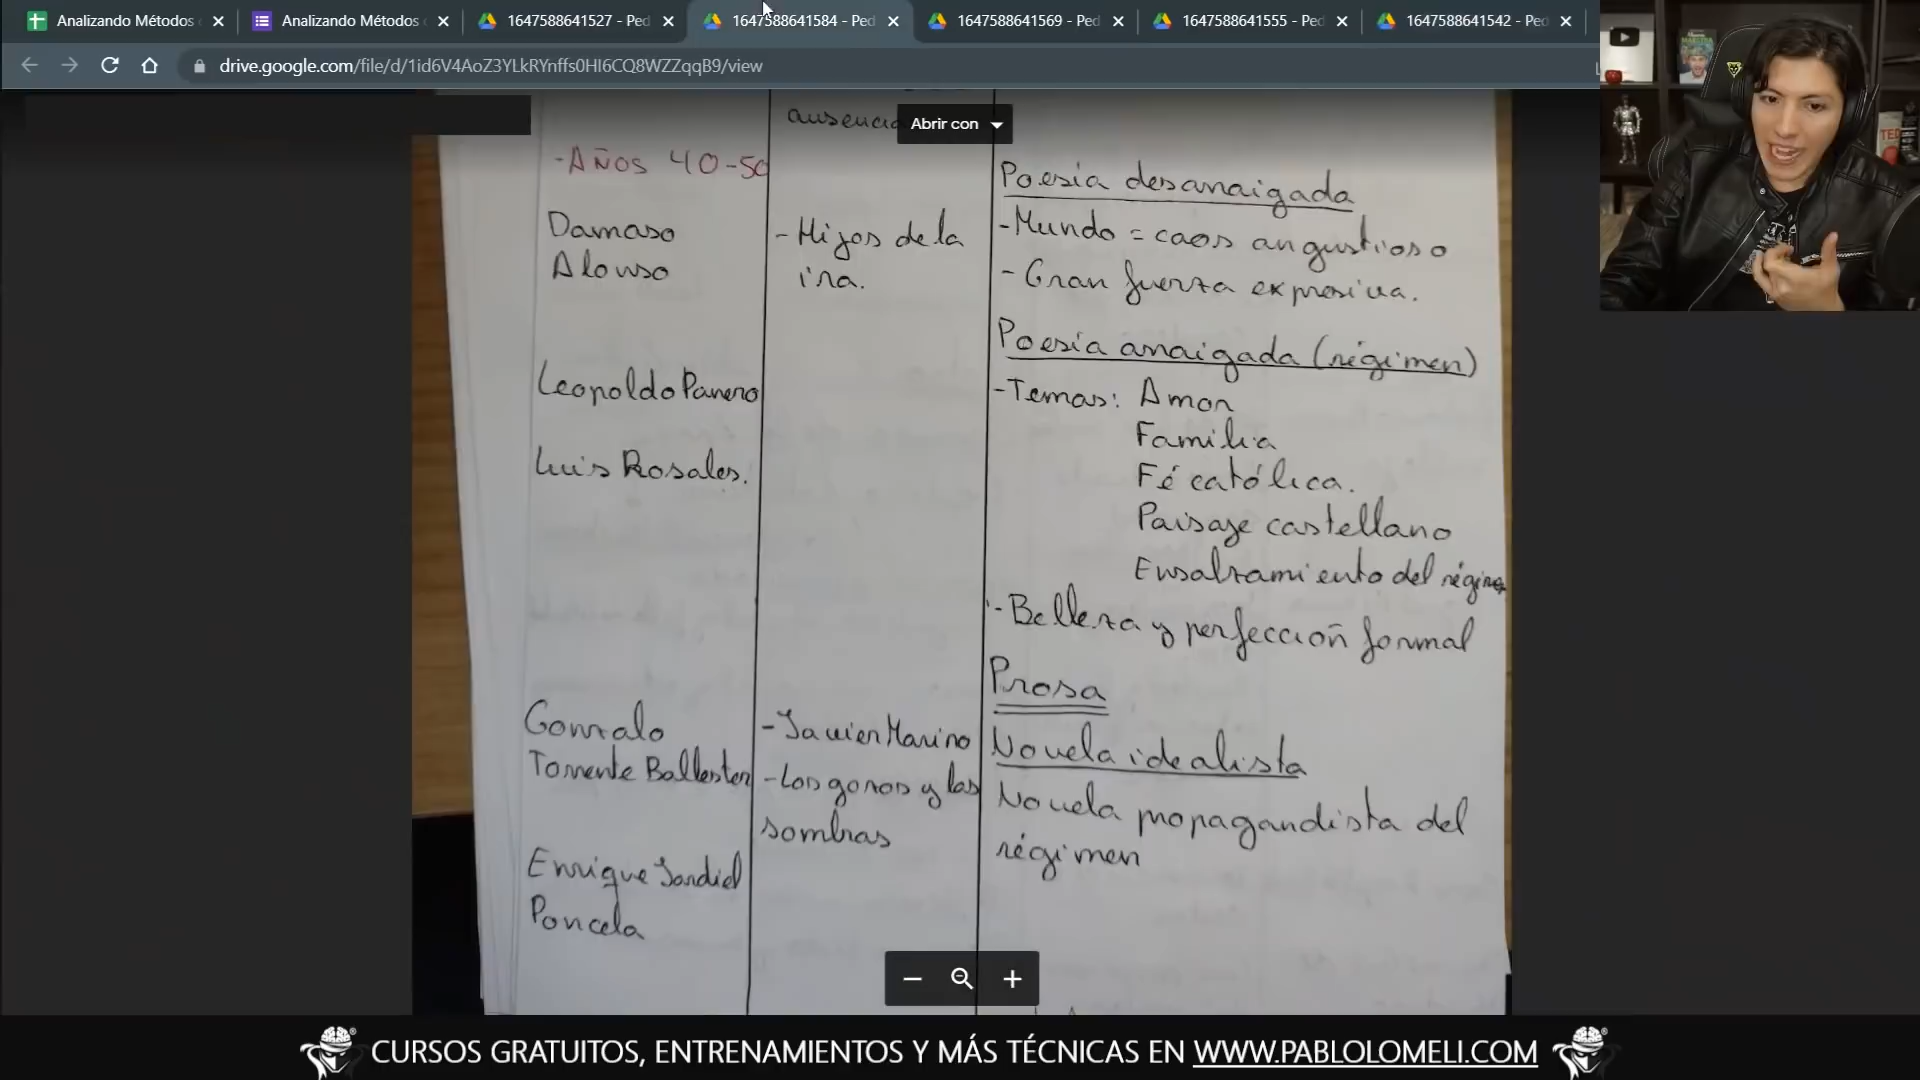 Analizando Métodos
Analizando Métodos
1647588641527 - Ped
1647588641584 - Ped
1647588641569 - Ped
1647588641555 - Ped
1647588641542 - Ped
drive.google.com/file/d/1id6V4AoZ3YLkRYnffs0HI6CQ8WZZqqB9/view
Abrir con
ausencia
-Años 40-50
Damaso
Alonso
-Hijos de la
ira.
Poesía desarraigada
-Mundo = caos angustioso
-Gran fuerza expresiva.
Poesía arraigada (régimen)
Leopoldo Panero
-Temas: Amor
Familia
Luis Rosales.
Fé católica.
Paisaje castellano
Ensalzamiento del régimen
-Belleza y perfección formal
Prosa
Gonzalo
Torrente Ballester
-Javier Marino
-Los gozos y las
sombras
Novela idealista
Novela propagandista del
régimen
Enrique Jardiel
Poncela
TED
CURSOS GRATUITOS, ENTRENAMIENTOS Y MÁS TÉCNICAS EN WWW.PABLOLOMELI.COM